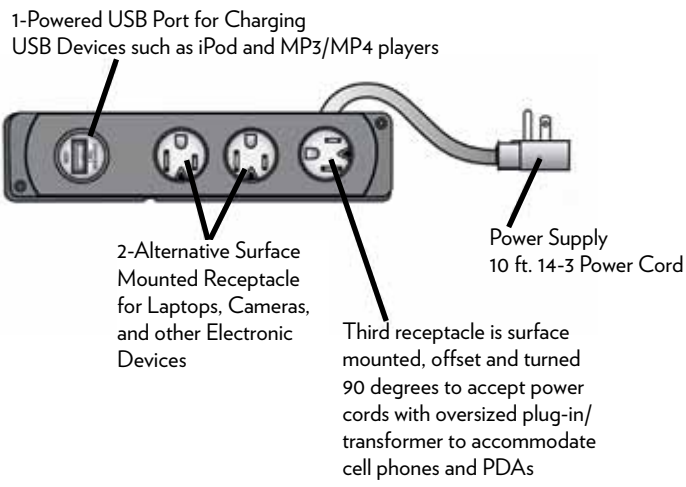 1-Powered USB Port for Charging
USB Devices such as iPod and MP3/MP4 players
2-Alternative Surface
Mounted Receptacle
for Laptops, Cameras,
and other Electronic
Devices
Power Supply
10 ft. 14-3 Power Cord
Third receptacle is surface
mounted, offset and turned
90 degrees to accept power
cords with oversized plug-in/
transformer to accommodate
cell phones and PDAs